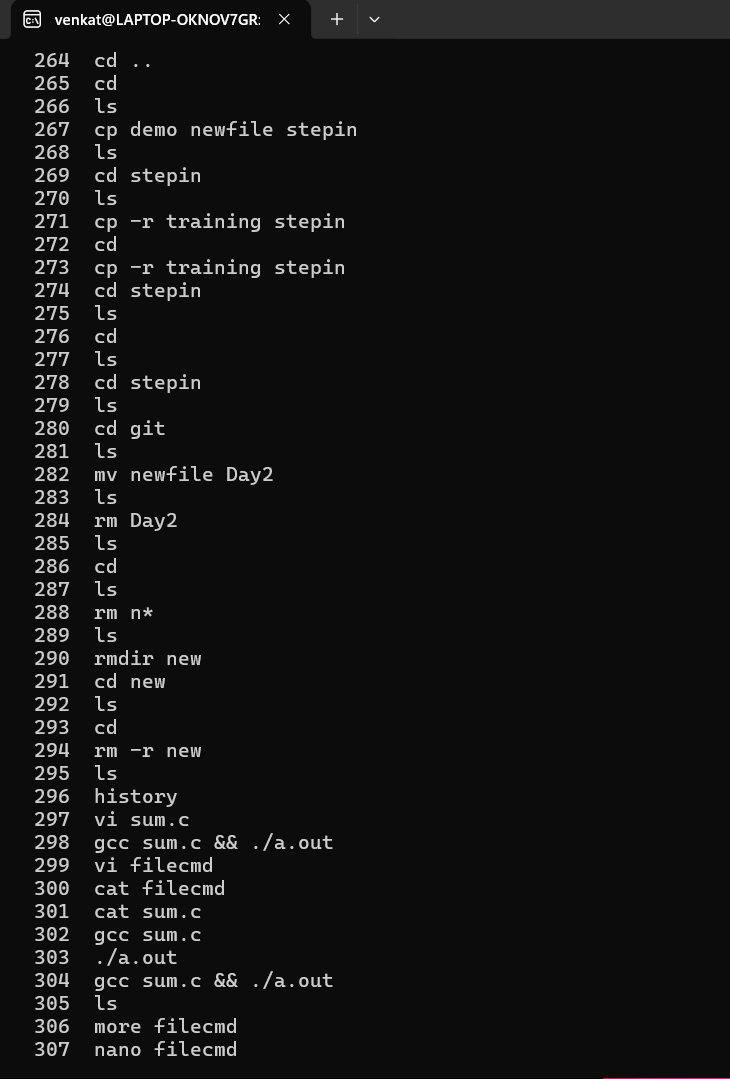 venkat@LAPTOP-OKNOV7GR:
264 cd ..
265 cd
266 ls
267 cp demo newfile stepin
268 ls
269 cd stepin
270 ls
271 cp -r training stepin
272 cd
273 cp -r training stepin
274 cd stepin
275 ls
276 cd
277 ls
278 cd stepin
279 ls
280 cd git
281 ls
282 mv newfile Day2
283 ls
284 rm Day2
285 ls
286 cd
287 ls
288 rm n*
289 ls
290 rmdir new
291 cd new
292 ls
293 cd
294 rm -r new
295 ls
296 history
297 vi sum.c
298 gcc sum.c && ./a.out
299 vi filecmd
300 cat filecmd
301 cat sum.c
302 gcc sum.c
303 ./a.out
304 gcc sum.c && ./a.out
305 ls
306 more filecmd
307 nano filecmd